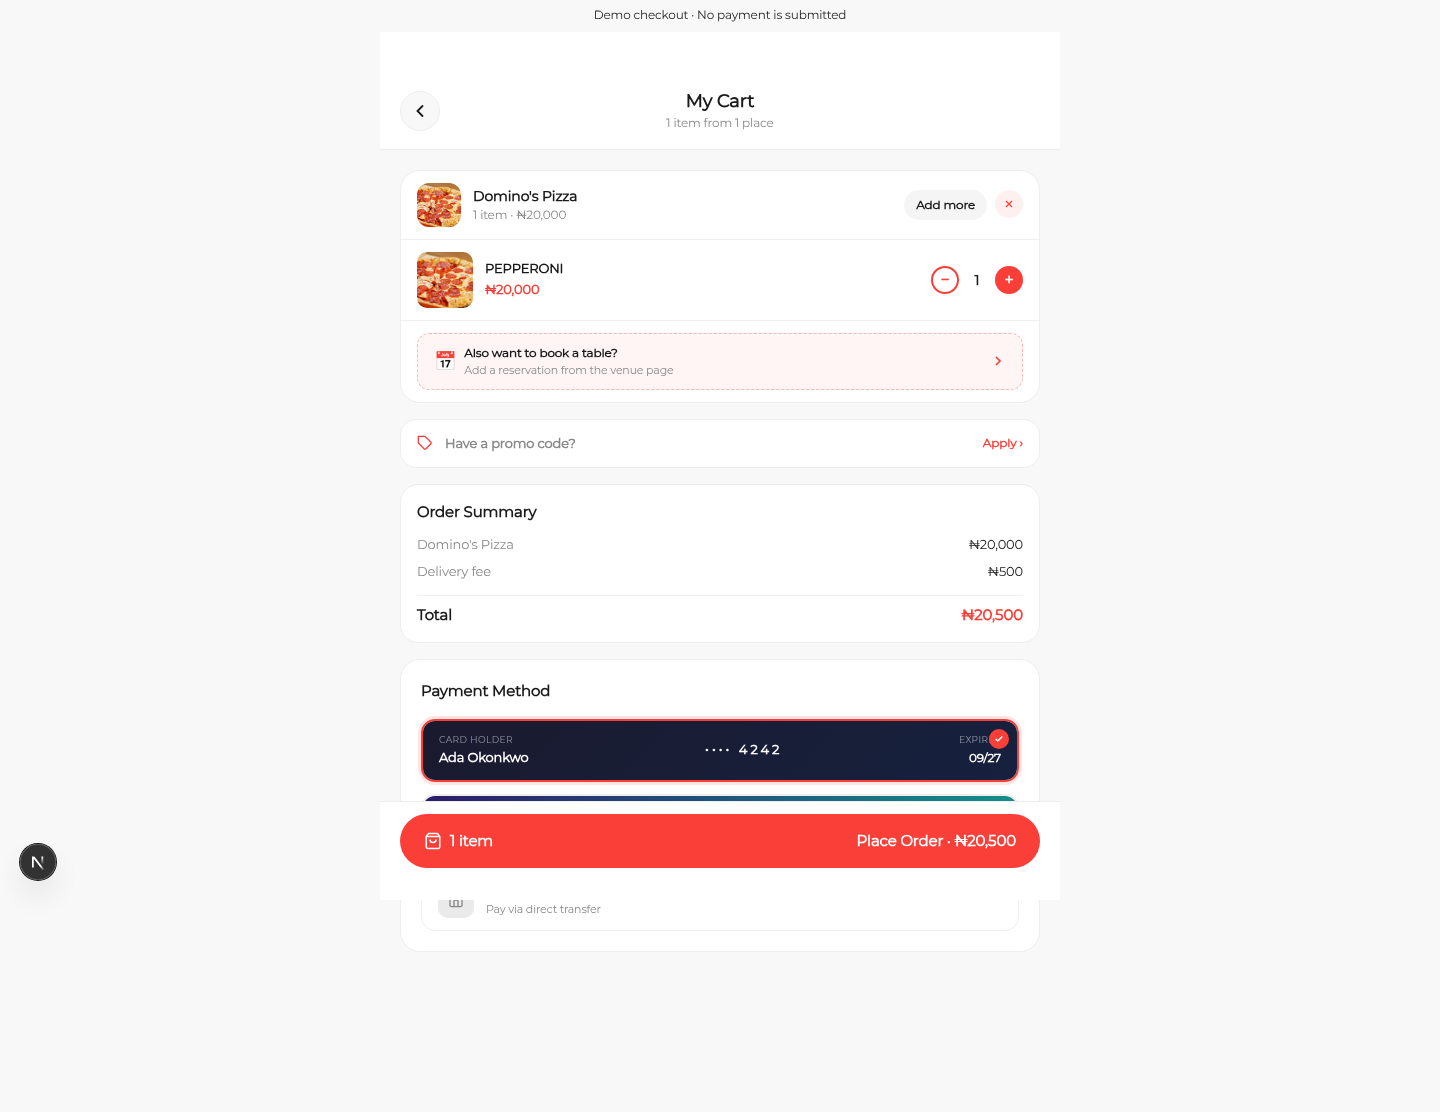 Demo checkout · No payment is submitted
My Cart
1 item from 1 place
Domino's Pizza
1 item · ₦20,000
Add more
PEPPERONI
₦20,000
1
17
Also want to book a table?
Add a reservation from the venue page
Have a promo code?
Apply ›
Order Summary
Domino's Pizza
₦20,000
Delivery fee
₦500
Total
₦20,500
Payment Method
CARD HOLDER
Ada Okonkwo
•••• 4242
09/27
1 item
Place Order · ₦20,500
N
Pay via direct transfer